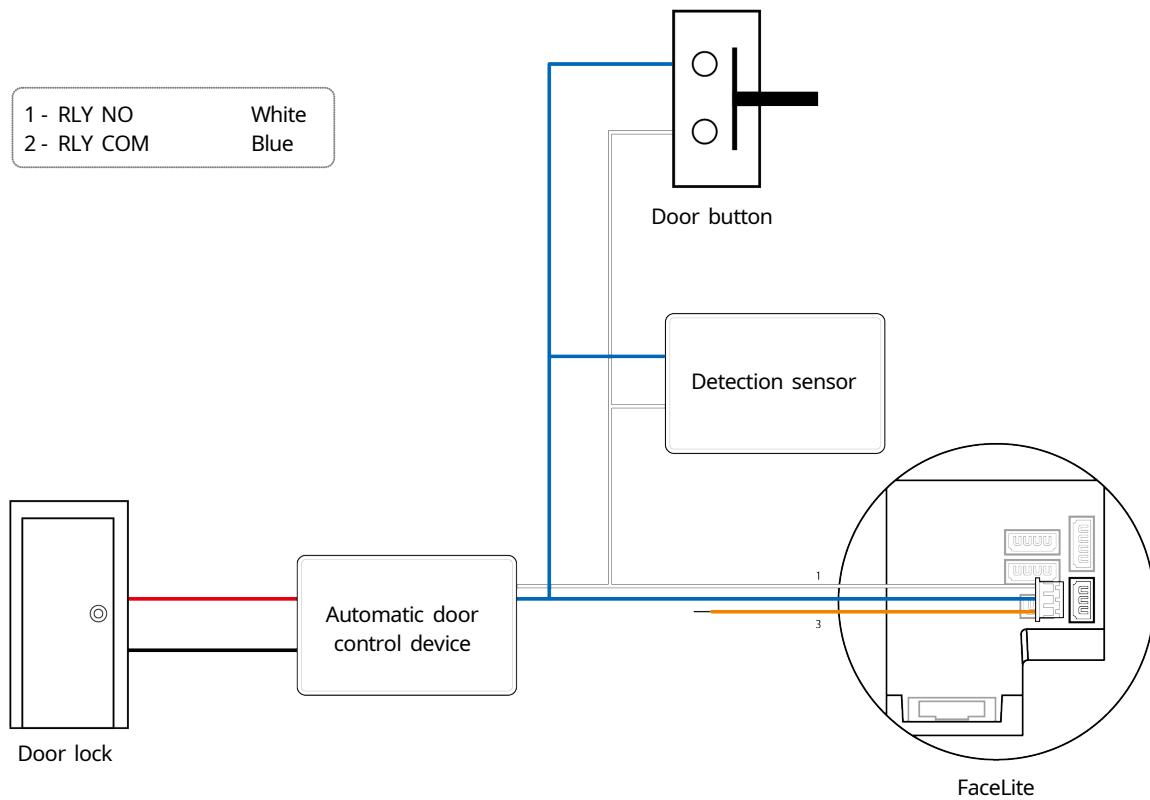 1 - RLY NO White
2 - RLY COM Blue
Door button
Detection sensor
1
Automatic door
control device
3
Door lock
FaceLite